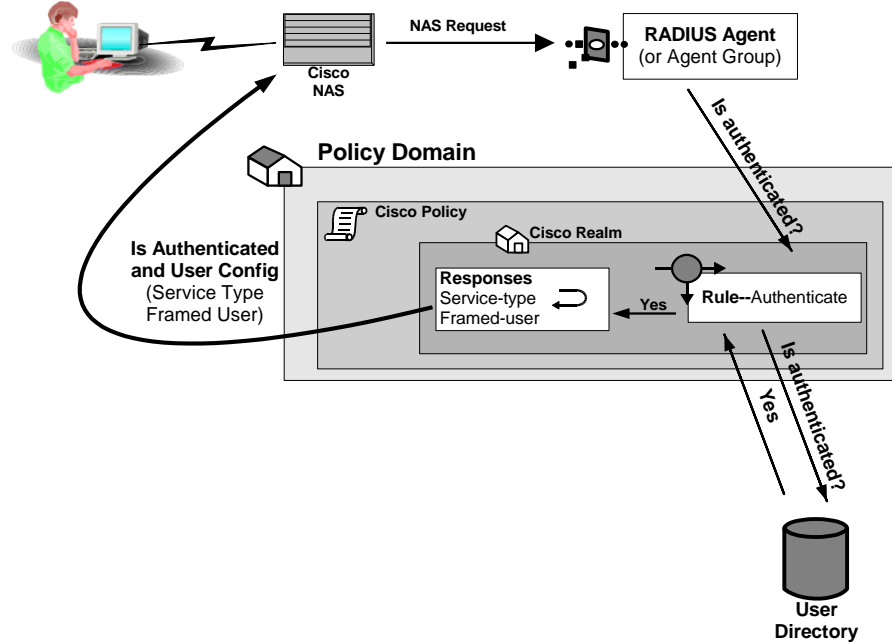 NAS Request
RADIUS Agent
(or Agent Group)
Cisco
NAS
Is authenticated?
Policy Domain
Cisco Policy
Cisco Realm
Is Authenticated
and User Config
(Service Type
Framed User)
Responses
Service-type
Framed-user
Yes
Rule--Authenticate
Is authenticated?
Yes
User
Directory